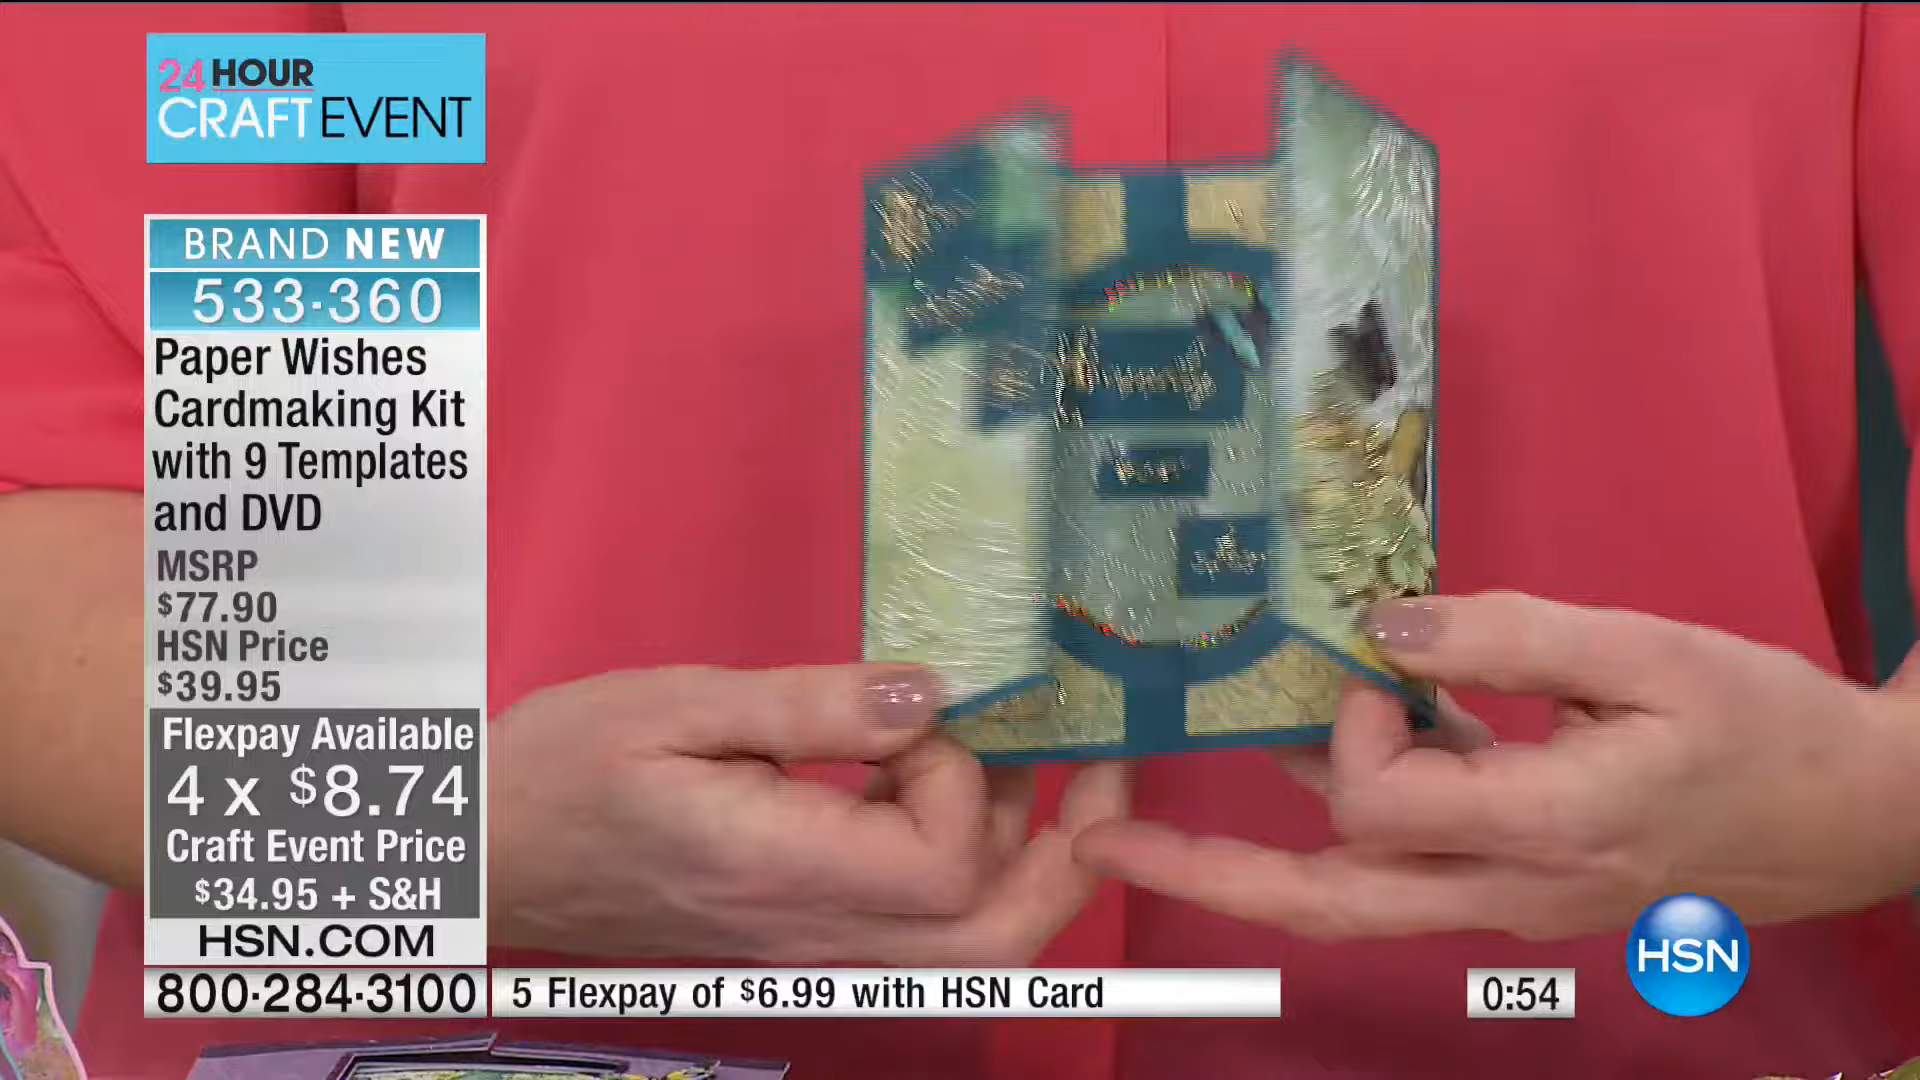 24 HOUR
CRAFT EVENT
BRAND NEW
533·360
Paper Wishes
Cardmaking Kit
with 9 Templates
and DVD
MSRP
$77.90
HSN Price
$39.95
Flexpay Available
4 x $8.74
Craft Event Price
$34.95 + S&H
HSN.COM
800·284·3100
5 Flexpay of $6.99 with HSN Card
0:54
HSN